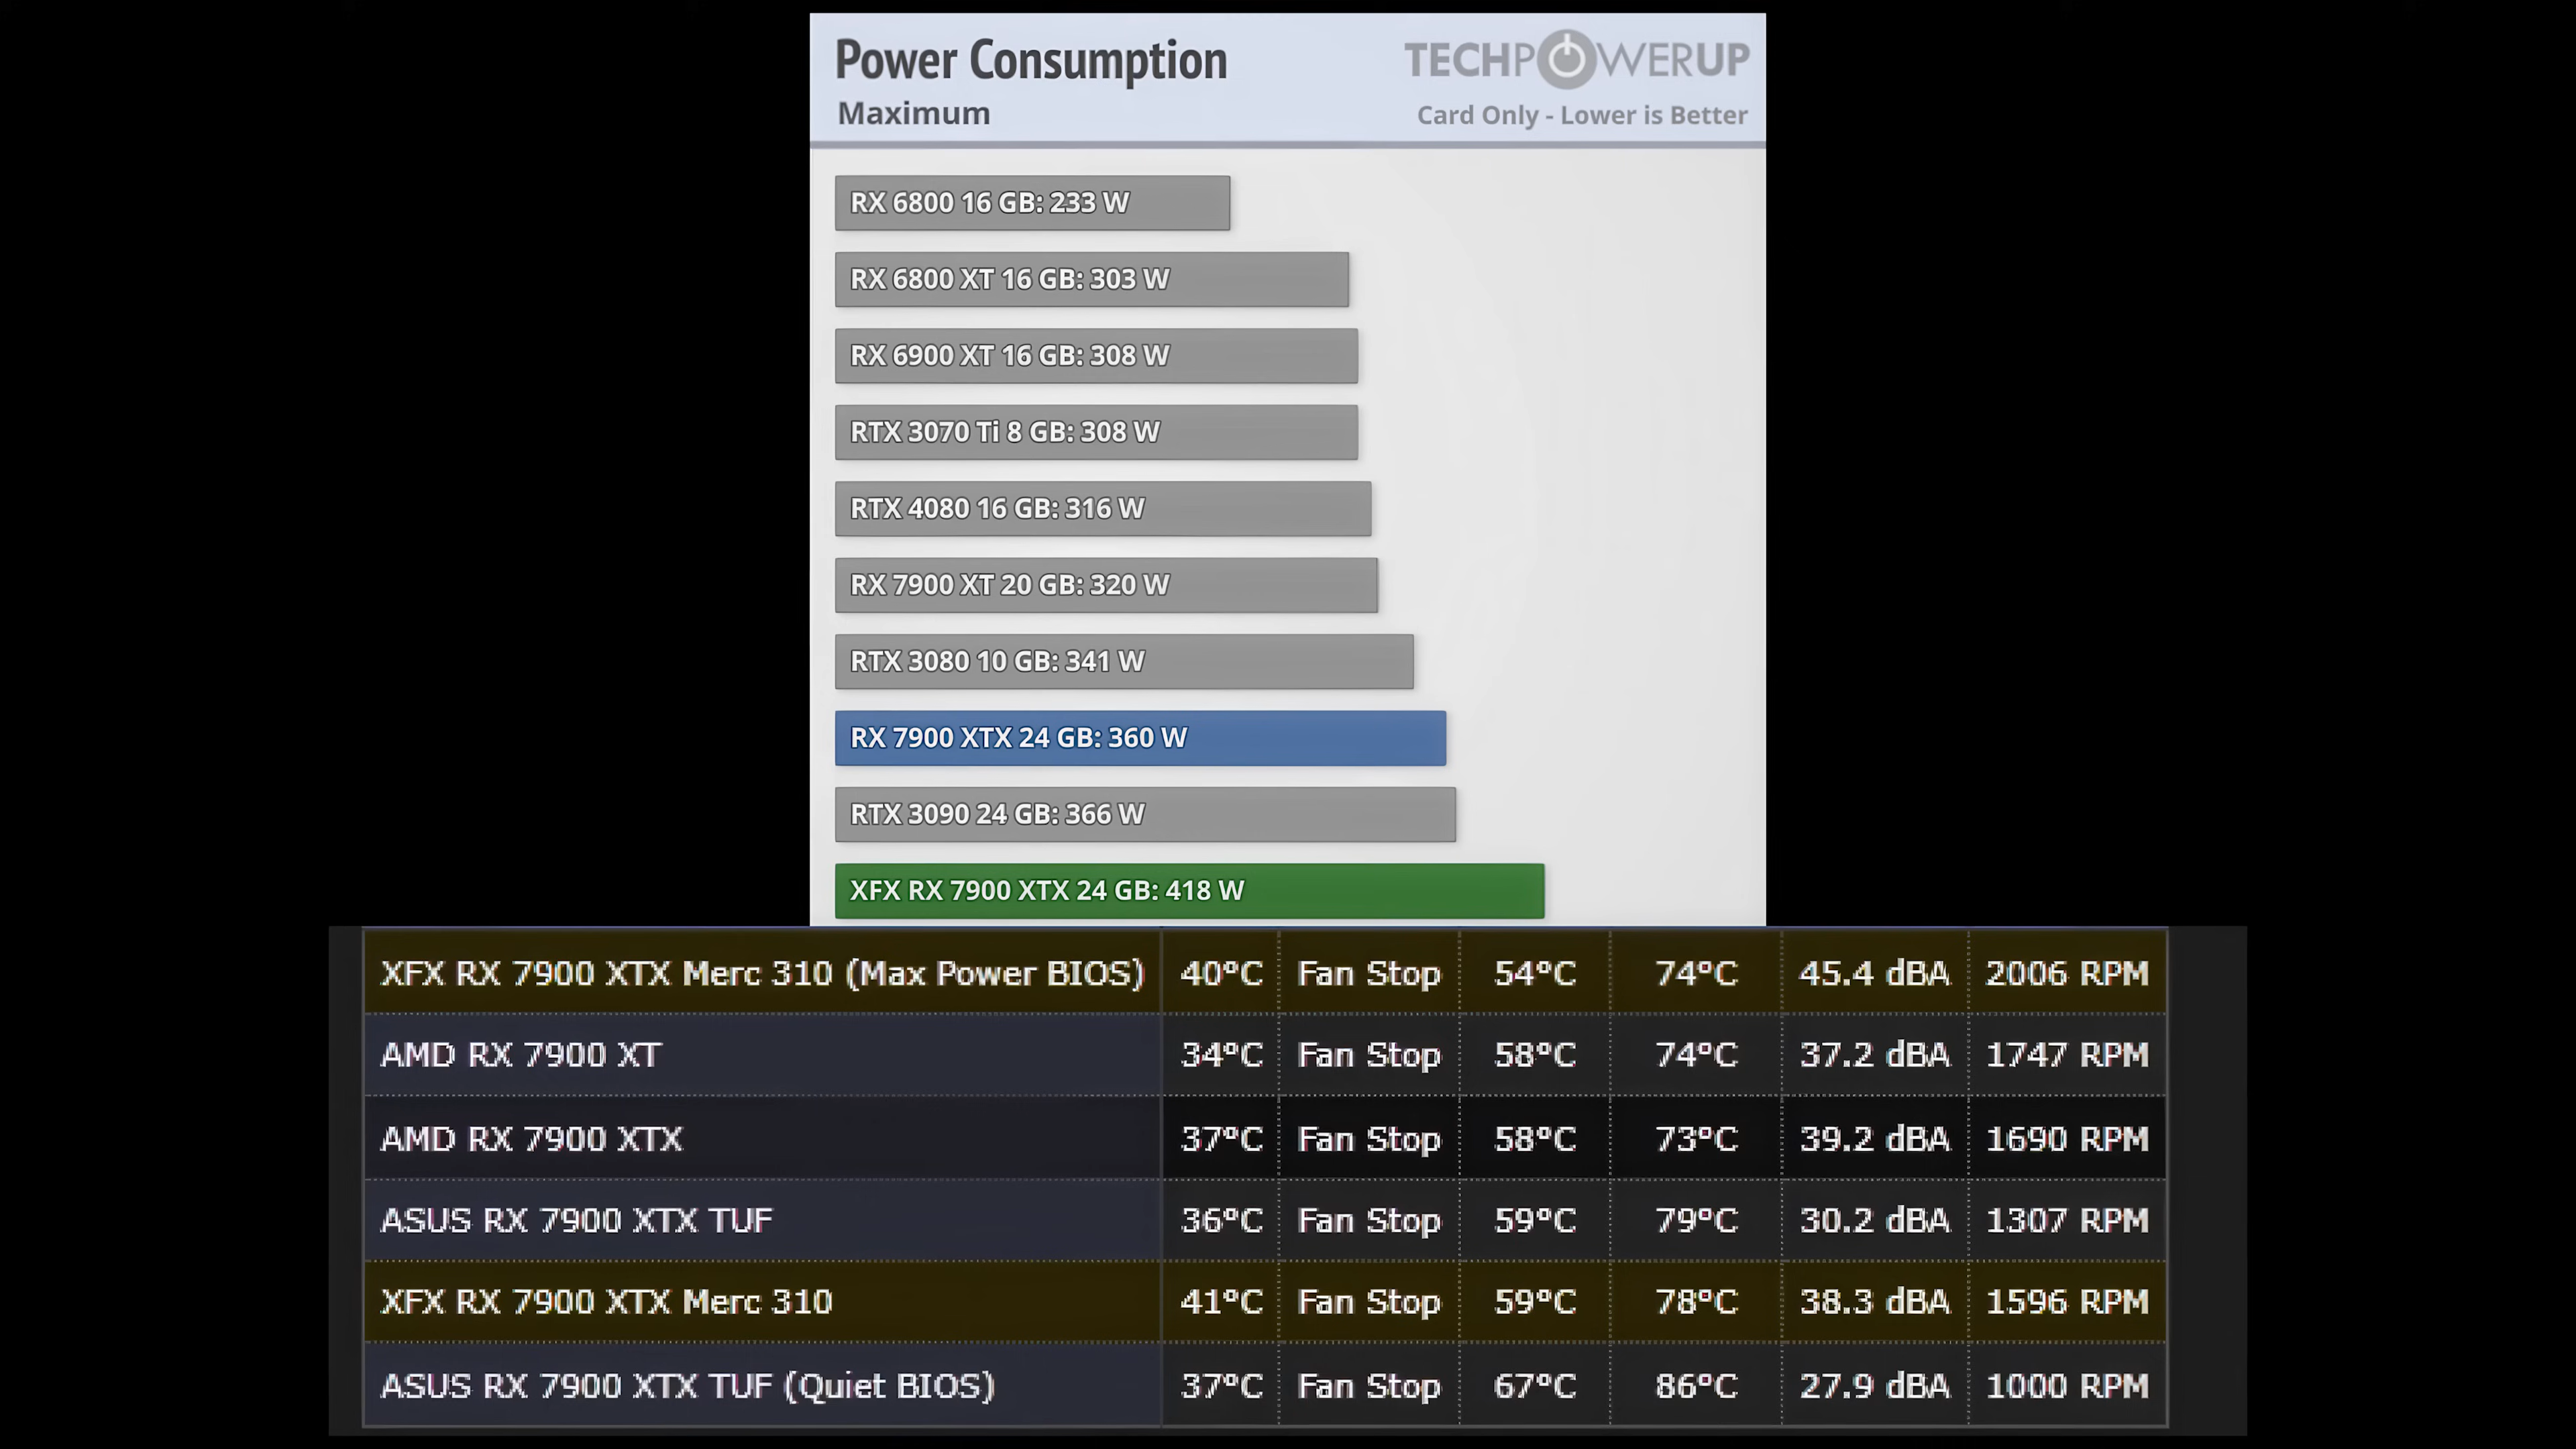 Power Consumption
TECHPOWERUP
Maximum
Card Only - Lower is Better
RX 6800 16 GB: 233 W
RX 6800 XT 16 GB: 303 W
RX 6900 XT 16 GB: 308 W
RTX 3070 Ti 8 GB: 308 W
RTX 4080 16 GB: 316 W
RX 7900 XT 20 GB: 320 W
RTX 3080 10 GB: 341 W
RX 7900 XTX 24 GB: 360 W
RTX 3090 24 GB: 366 W
XFX RX 7900 XTX 24 GB: 418 W
XFX RX 7900 XTX Merc 310 (Max Power BIOS) 40°C Fan Stop 54°C 74°C 45.4 dBA 2006 RPM
AMD RX 7900 XT 34°C Fan Stop 58°C 74°C 37.2 dBA 1747 RPM
AMD RX 7900 XTX 37°C Fan Stop 58°C 73°C 39.2 dBA 1690 RPM
ASUS RX 7900 XTX TUF 36°C Fan Stop 59°C 79°C 30.2 dBA 1307 RPM
XFX RX 7900 XTX Merc 310 41°C Fan Stop 59°C 78°C 38.3 dBA 1596 RPM
ASUS RX 7900 XTX TUF (Quiet BIOS) 37°C Fan Stop 67°C 86°C 27.9 dBA 1000 RPM